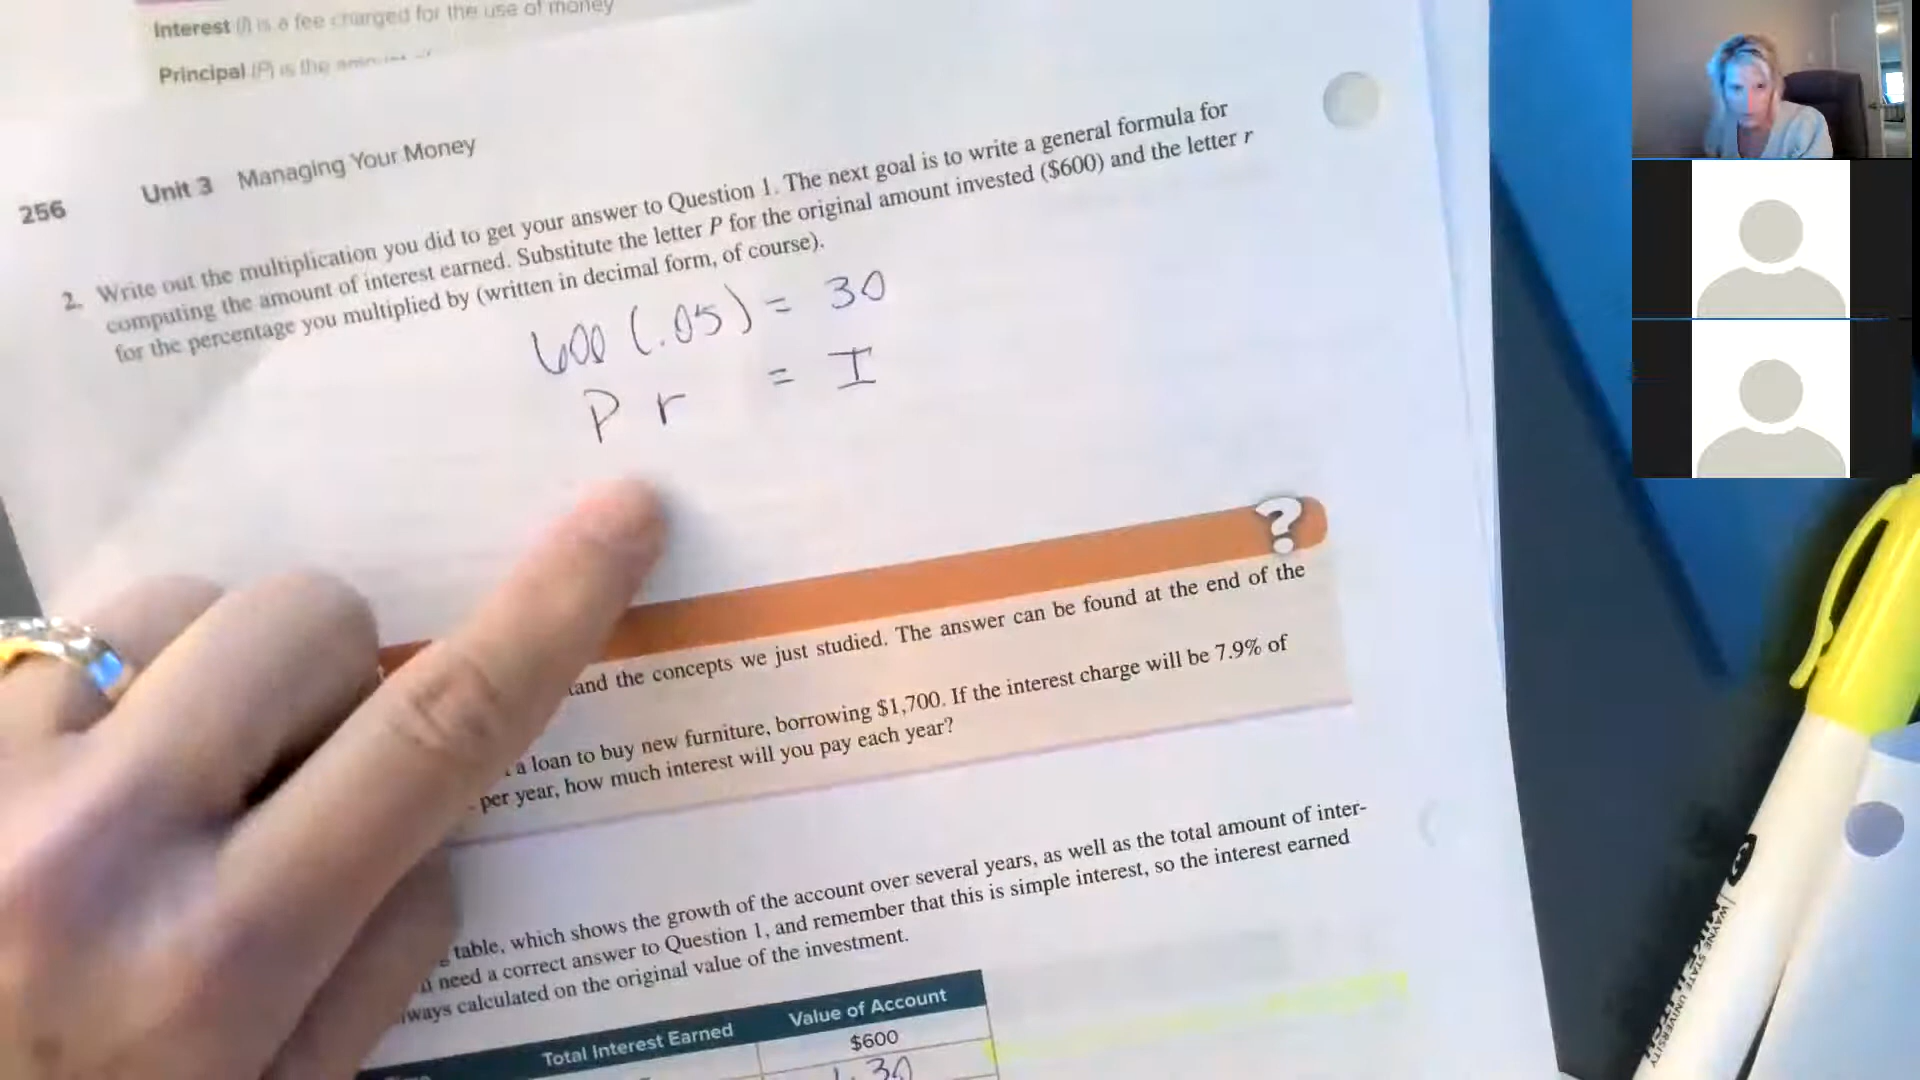 Interest (I) is a fee charged for the use of money
Principal (P) is the
256 Unit 3 Managing Your Money
2. Write out the multiplication you did to get your answer to Question 1. The next goal is to write a general formula for
computing the amount of interest earned. Substitute the letter P for the original amount invested ($600) and the letter r
for the percentage you multiplied by (written in decimal form, of course).
600 (.05) = 30
P r = I
?
and the concepts we just studied. The answer can be found at the end of the
a loan to buy new furniture, borrowing $1,700. If the interest charge will be 7.9% of
per year, how much interest will you pay each year?
table, which shows the growth of the account over several years, as well as the total amount of inter-
need a correct answer to Question 1, and remember that this is simple interest, so the interest earned
calculated on the original value of the investment.
Total Interest Earned Value of Account
$600
30
WAYNE STATE UNIVERSITY